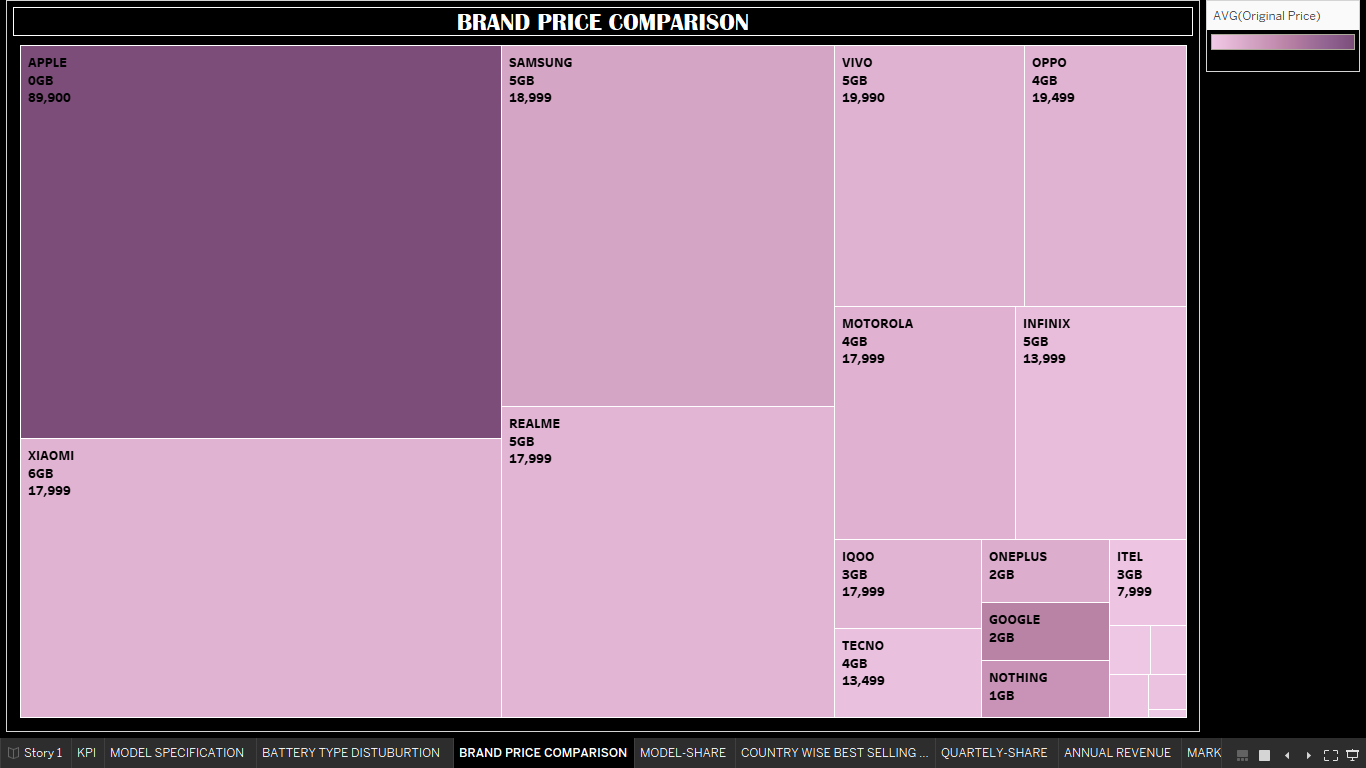 BRAND PRICE COMPARISON
AVG(Original Price)
APPLE
0GB
89,900
SAMSUNG
5GB
18,999
VIVO
5GB
19,990
OPPO
4GB
19,499
MOTOROLA
4GB
17,999
INFINIX
5GB
13,999
XIAOMI
6GB
17,999
REALME
5GB
17,999
IQOO
3GB
17,999
ONEPLUS
2GB
ITEL
3GB
7,999
GOOGLE
2GB
TECNO
4GB
13,499
NOTHING
1GB
Story 1 KPI MODEL SPECIFICATION BATTERY TYPE DISTUBURTION BRAND PRICE COMPARISON MODEL-SHARE COUNTRY WISE BEST SELLING ... QUARTELY-SHARE ANNUAL REVENUE MARK